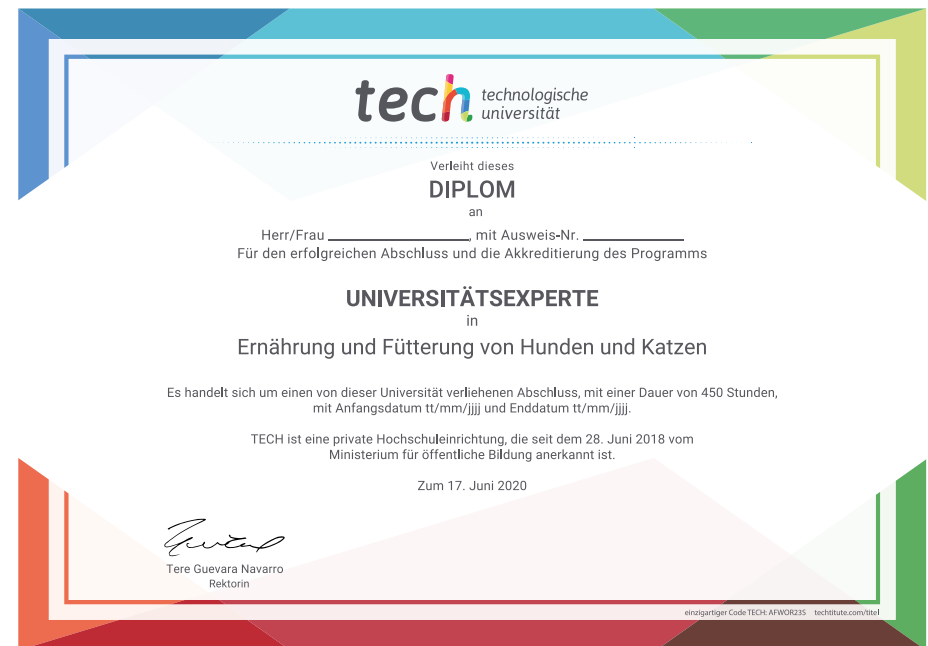 tech technologische
universität
Verleiht dieses
DIPLOM
an
Herr/Frau ____________________, mit Ausweis-Nr. ______________
Für den erfolgreichen Abschluss und die Akkreditierung des Programms
UNIVERSITÄTSEXPERTE
in
Ernährung und Fütterung von Hunden und Katzen
Es handelt sich um einen von dieser Universität verliehenen Abschluss, mit einer Dauer von 450 Stunden,
mit Anfangsdatum tt/mm/jjjj und Enddatum tt/mm/jjjj.
TECH ist eine private Hochschuleinrichtung, die seit dem 28. Juni 2018 vom
Ministerium für öffentliche Bildung anerkannt ist.
Zum 17. Juni 2020
Tere Guevara Navarro
Rektorin
einzigartiger Code TECH: AFWOR23S techtitute.com/titel